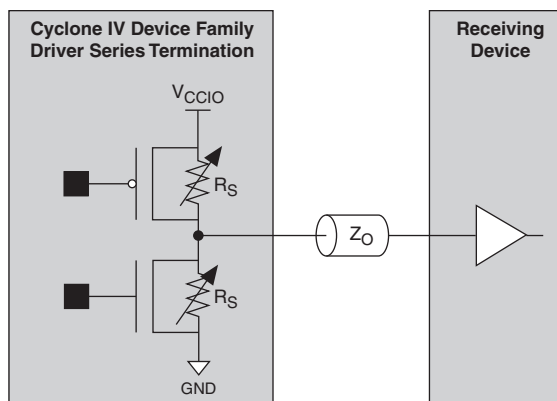 Cyclone IV Device Family
Driver Series Termination
Receiving
Device
VCCIO
RS
ZO
RS
GND